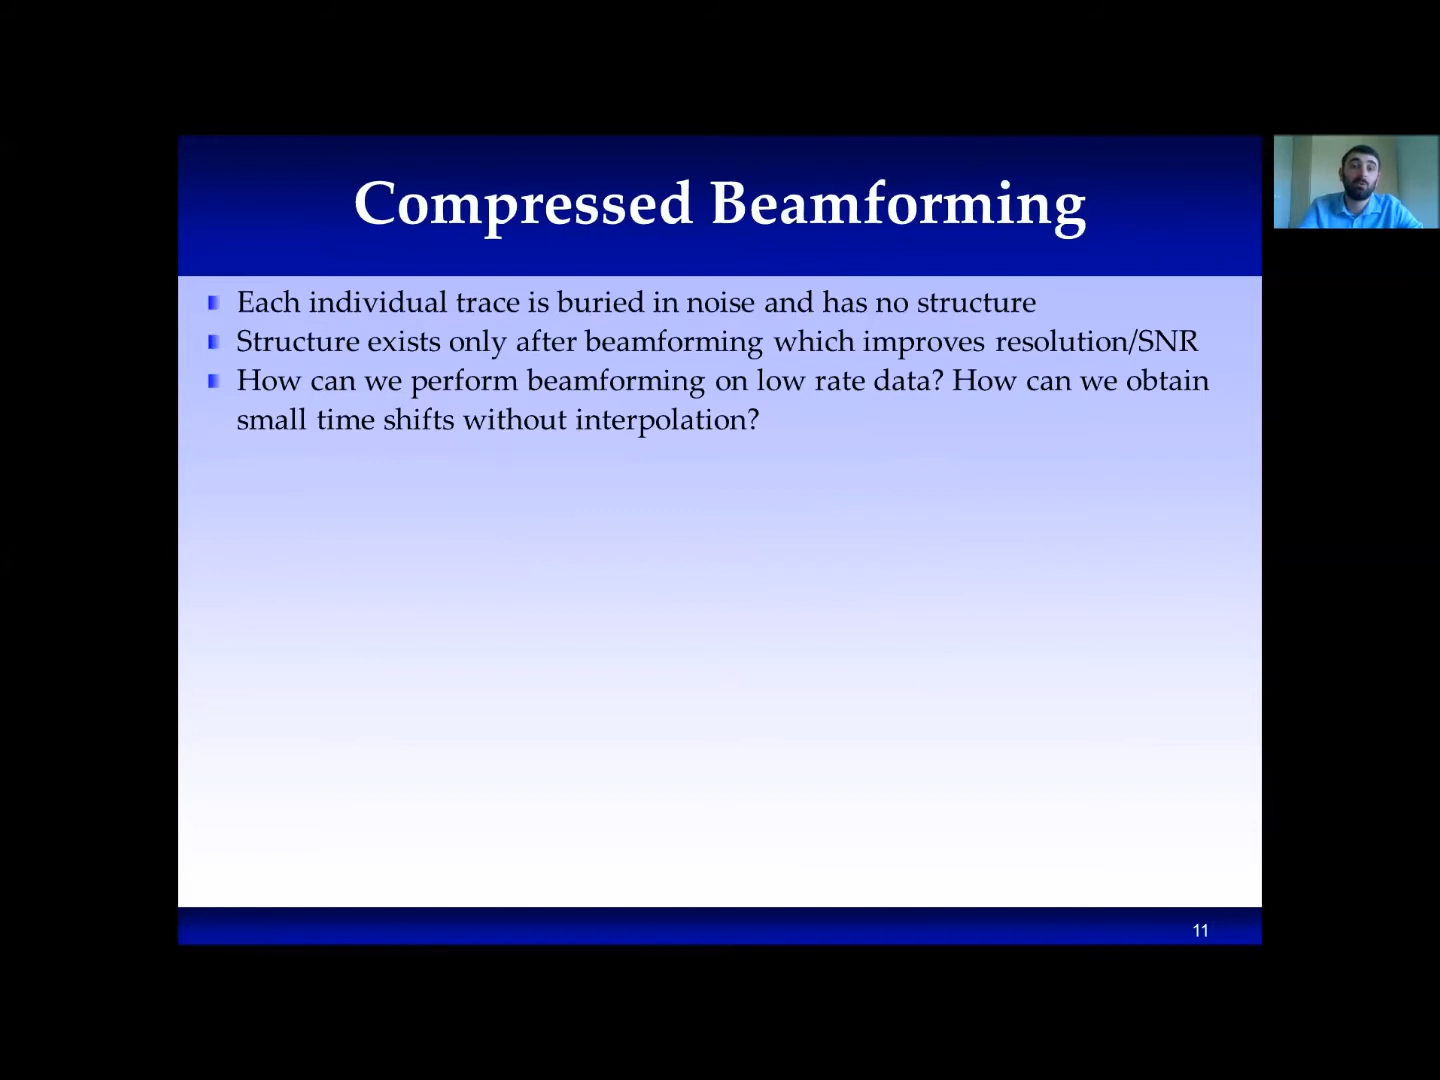 Compressed Beamforming
Each individual trace is buried in noise and has no structure
Structure exists only after beamforming which improves resolution/SNR
How can we perform beamforming on low rate data? How can we obtain
small time shifts without interpolation?
11